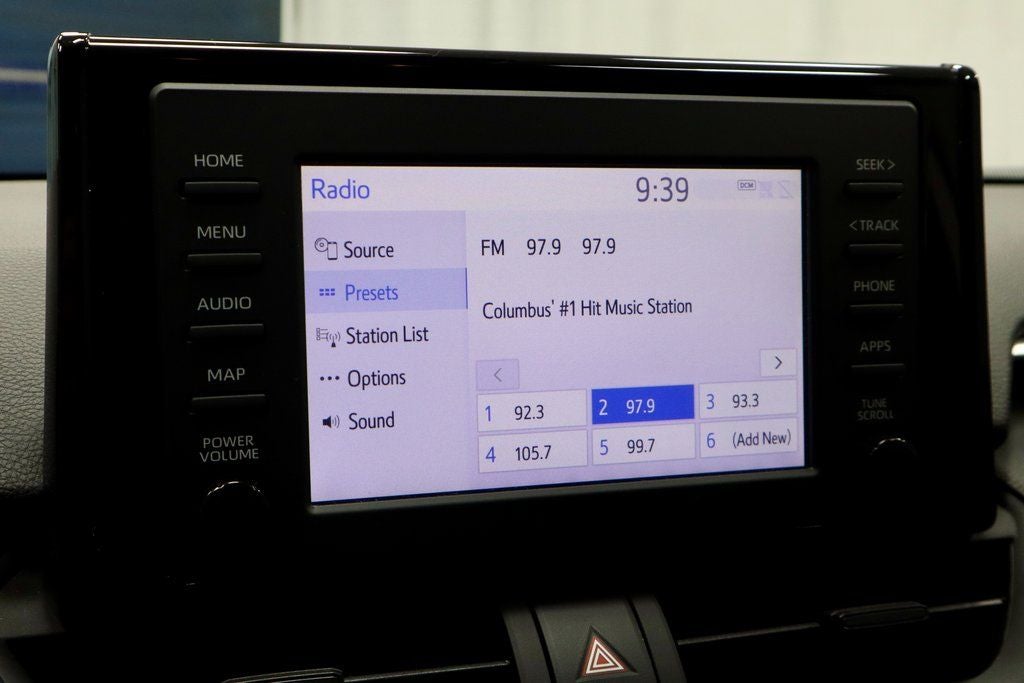 HOME
MENU
AUDIO
MAP
POWER
VOLUME
Radio
9:39
DCM
Source
Presets
Station List
Options
Sound
FM 97.9 97.9
Columbus' #1 Hit Music Station
< >
1 92.3
2 97.9
3 93.3
4 105.7
5 99.7
6 (Add New)
SEEK >
< TRACK
PHONE
APPS
TUNE
SCROLL